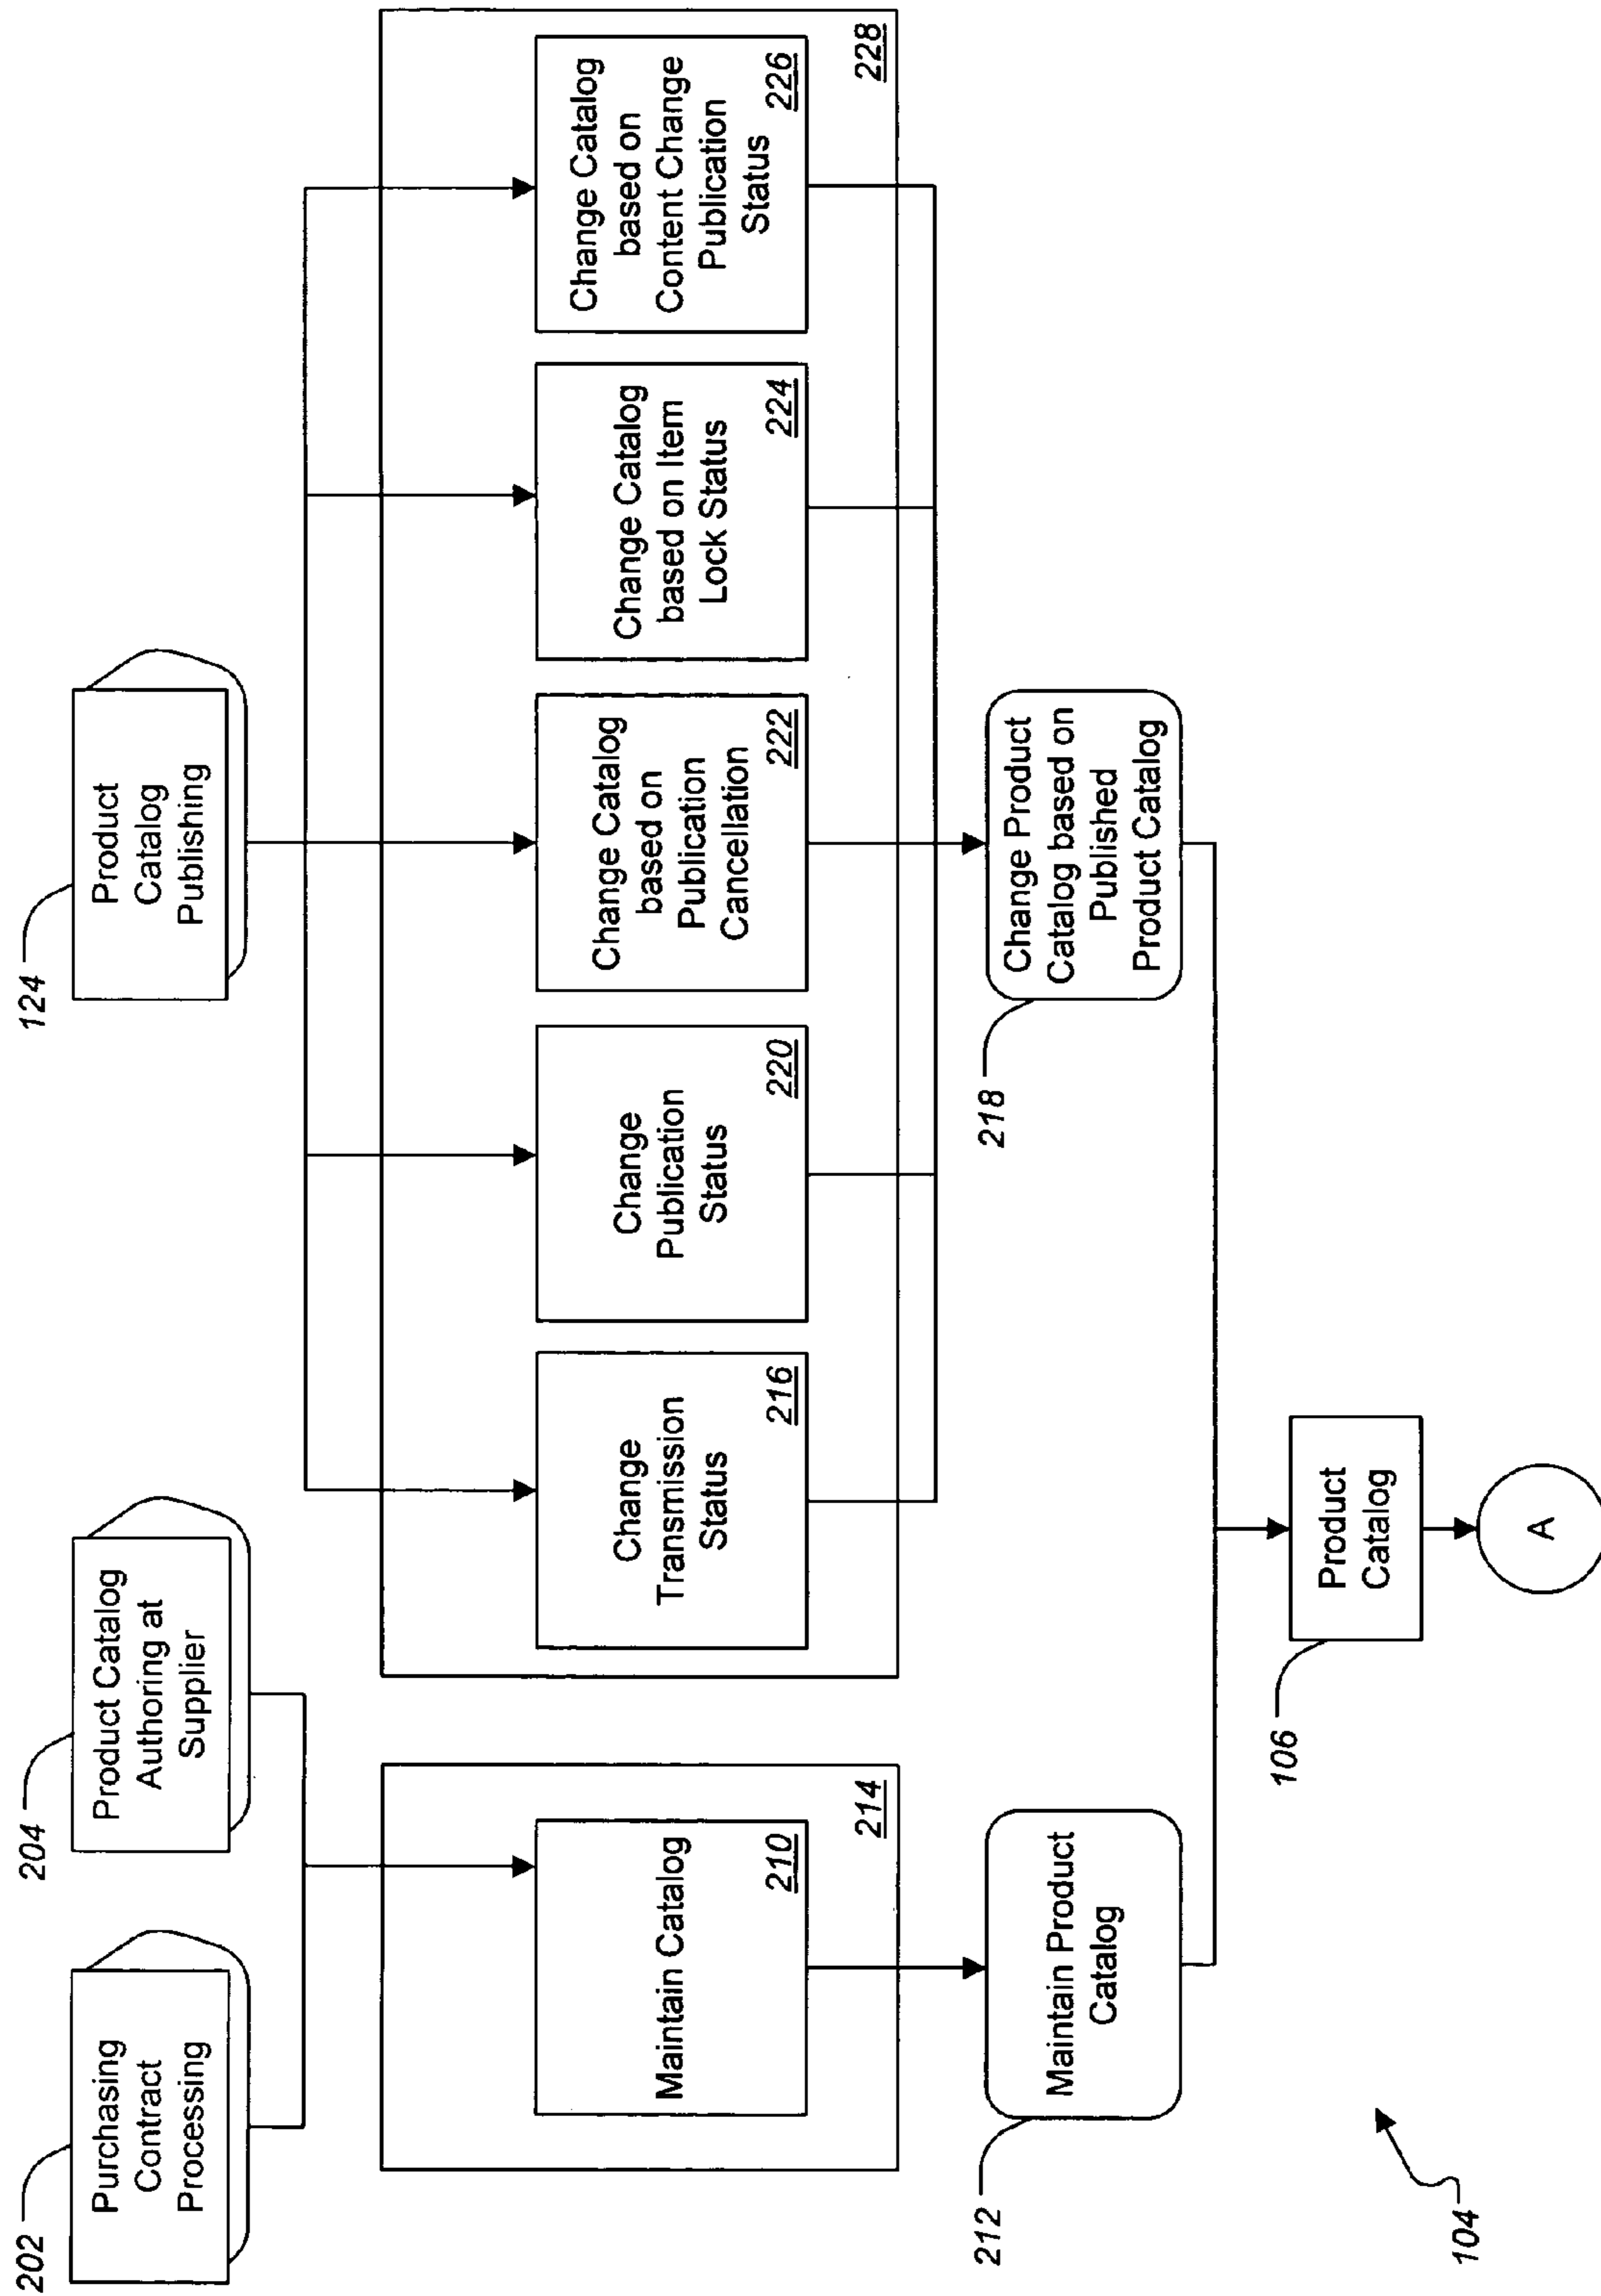 202
Purchasing
Contract
Processing
204
Product Catalog
Authoring at
Supplier
124
Product
Catalog
Publishing
Maintain Catalog
210
214
Change
Transmission
Status
216
Change
Publication
Status
220
Change Catalog
based on
Publication
Cancellation
222
Change Catalog
based on Item
Lock Status
224
Change Catalog
based on
Content Change
Publication
Status
226
228
212
Maintain Product
Catalog
218
Change Product
Catalog based on
Published
Product Catalog
106
Product
Catalog
A
104